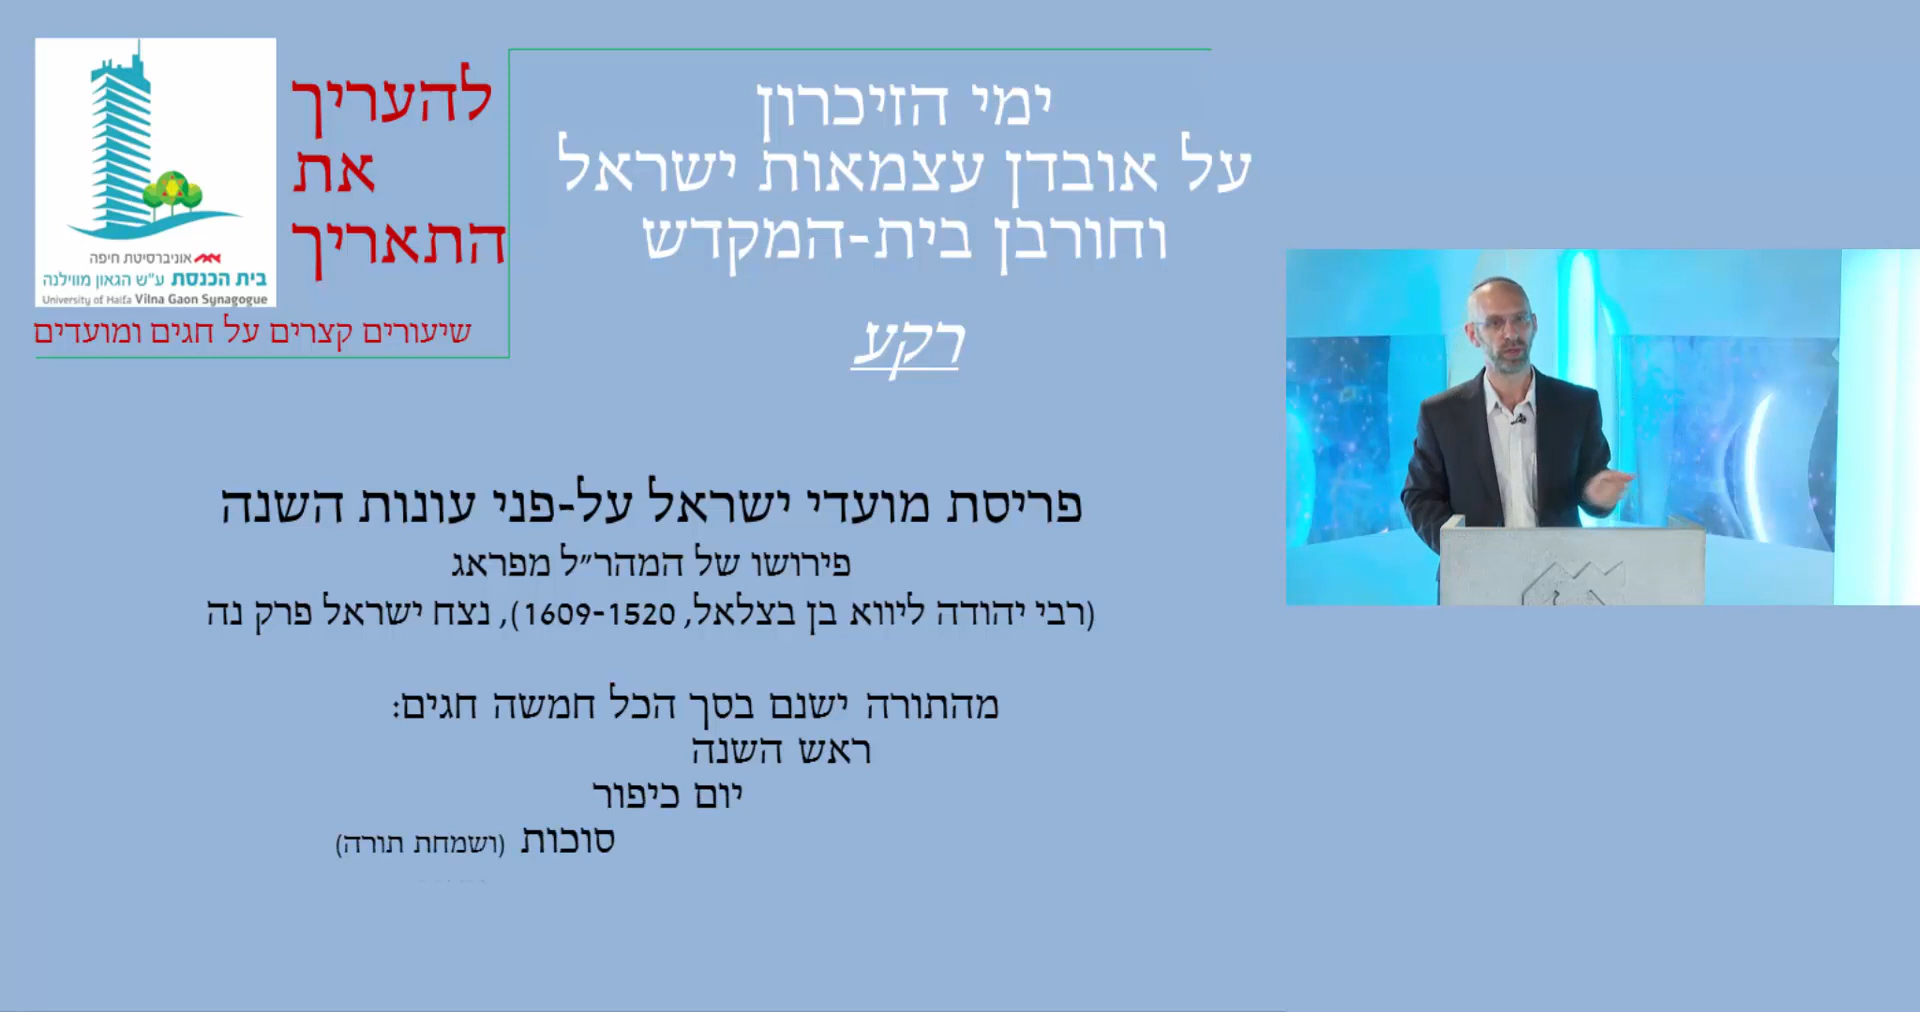 להעריך
את
התאריך
אוניברסיטת חיפה
בית הכנסת ע"ש הגאון מווילנה
University of Haifa Vilna Gaon Synagogue
שיעורים קצרים על חגים ומועדים
ימי הזיכרון
על אובדן עצמאות ישראל
וחורבן בית-המקדש
רקע
פריסת מועדי ישראל על-פני עונות השנה
פירושו של המהר״ל מפראג
(רבי יהודה ליווא בן בצלאל, 1609-1520), נצח ישראל פרק נה
מהתורה ישנם בסך הכל חמשה חגים:
ראש השנה
יום כיפור
סוכות (ושמחת תורה)